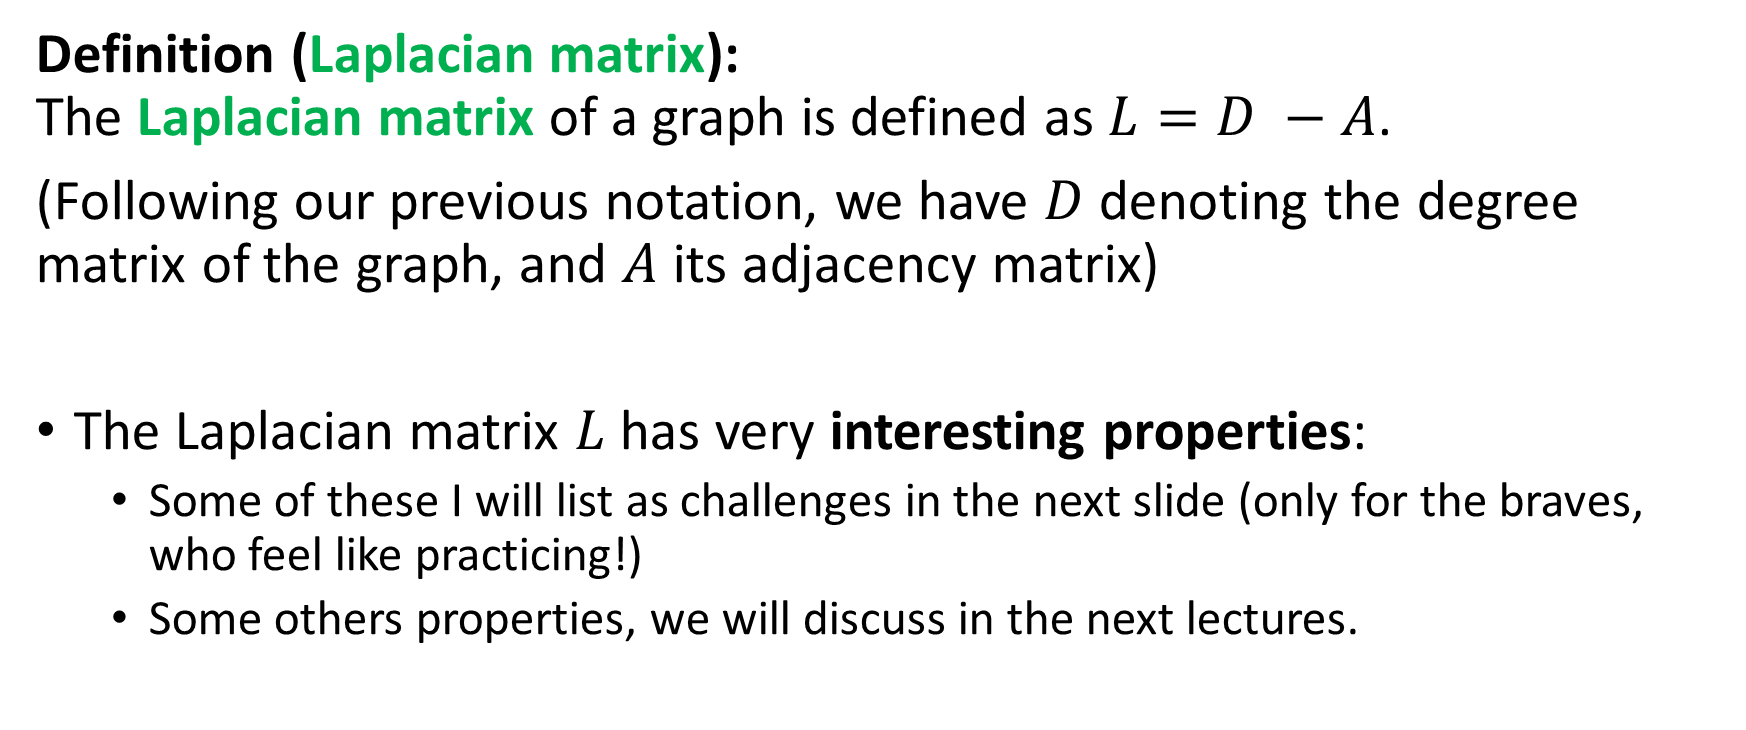 Definition (Laplacian matrix):
The Laplacian matrix of a graph is defined as L = D − A.
(Following our previous notation, we have D denoting the degree
matrix of the graph, and A its adjacency matrix)
• The Laplacian matrix L has very interesting properties:
• Some of these I will list as challenges in the next slide (only for the braves,
who feel like practicing!)
• Some others properties, we will discuss in the next lectures.